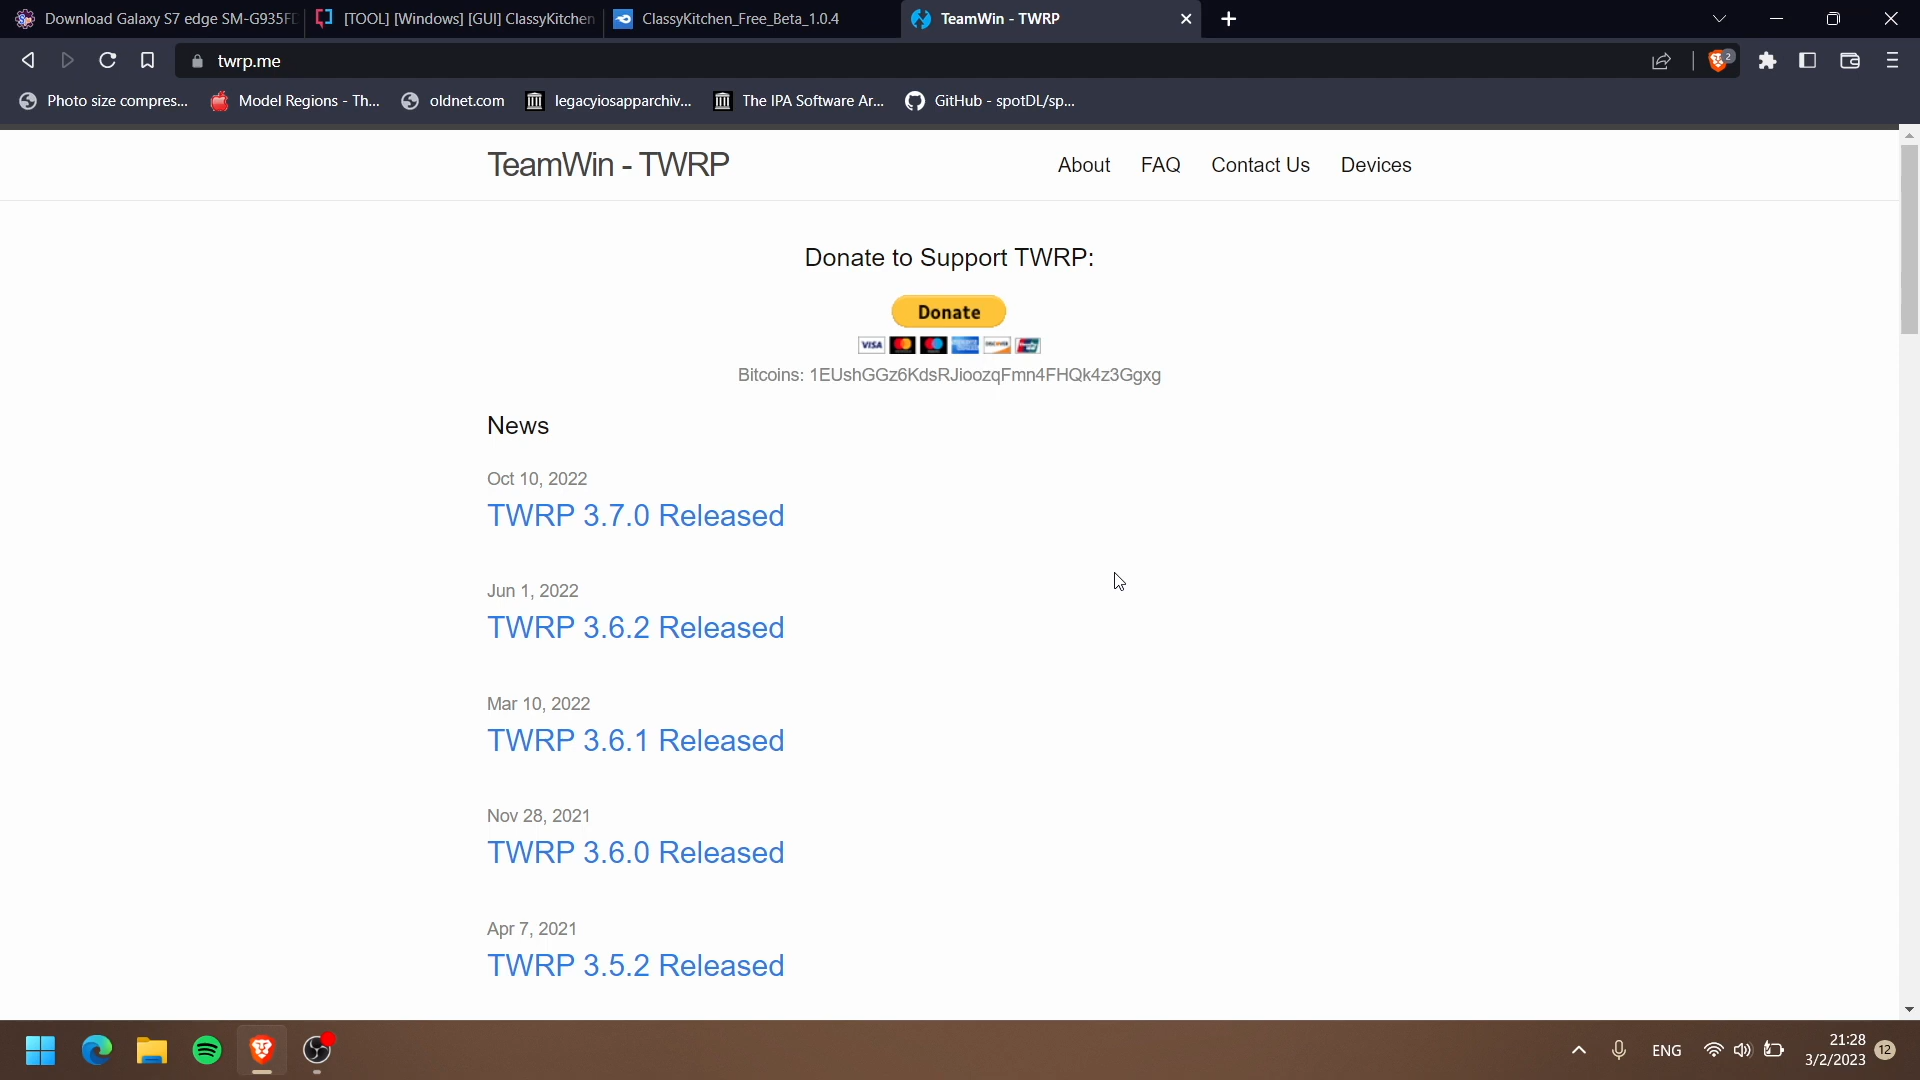 Download Galaxy S7 edge SM-G935F
[TOOL] [Windows] [GUI] ClassyKitchen
ClassyKitchen_Free_Beta_1.0.4
TeamWin - TWRP
twrp.me
2
Photo size compres...
Model Regions - Th...
oldnet.com
legacyiosapparchiv...
The IPA Software Ar...
GitHub - spotDL/sp...
TeamWin - TWRP
About
FAQ
Contact Us
Devices
Donate to Support TWRP:
Donate
VISA
DISCOVER
Bitcoins: 1EUshGGz6KdsRJioozqFmn4FHQk4z3Ggxg
News
Oct 10, 2022
TWRP 3.7.0 Released
Jun 1, 2022
TWRP 3.6.2 Released
Mar 10, 2022
TWRP 3.6.1 Released
Nov 28, 2021
TWRP 3.6.0 Released
Apr 7, 2021
TWRP 3.5.2 Released
ENG
21:28
3/2/2023
12